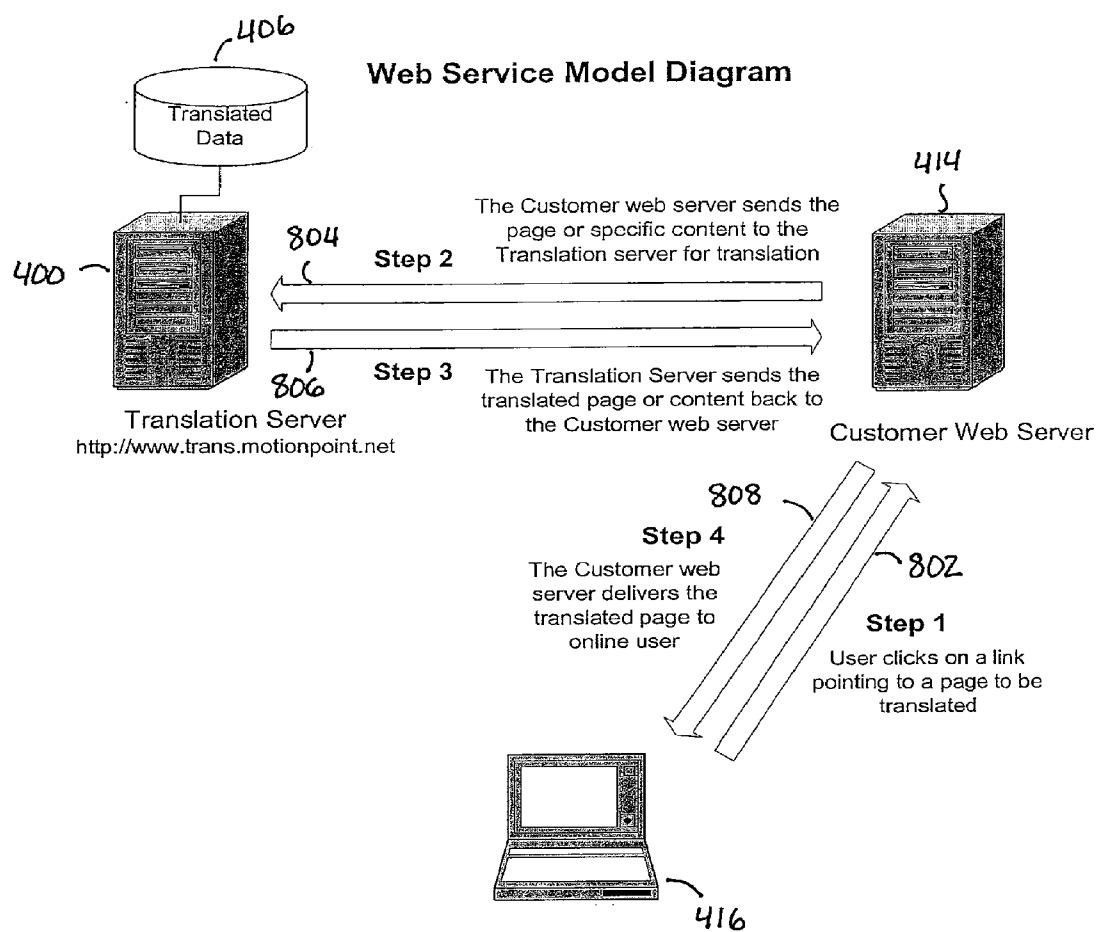 406
Web Service Model Diagram
Translated
Data
414
The Customer web server sends the
page or specific content to the
Translation server for translation
804
Step 2
400
806
Step 3
The Translation Server sends the
translated page or content back to
the Customer web server
Translation Server
http://www.trans.motionpoint.net
Customer Web Server
808
Step 4
The Customer web
server delivers the
translated page to
online user
802
Step 1
User clicks on a link
pointing to a page to be
translated
416